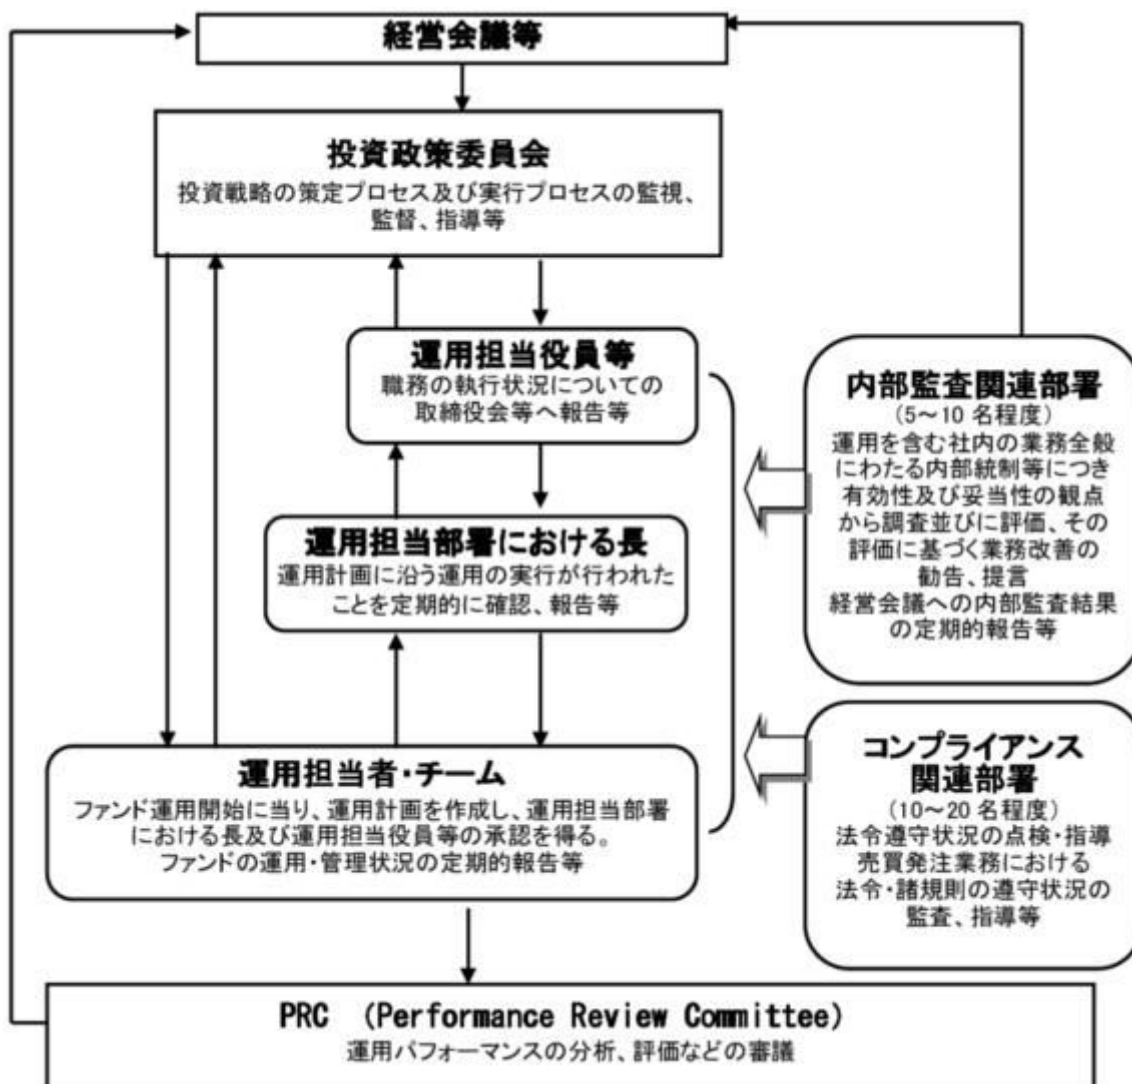 経営会議等
投資政策委員会
投資戦略の策定プロセス及び実行プロセスの監視、
監督、指導等
運用担当役員等
職務の執行状況についての
取締役会等へ報告等
運用担当部署における長
運用計画に沿う運用の実行が行われた
ことを定期的に確認、報告等
運用担当者・チーム
ファンド運用開始に当り、運用計画を作成し、運用担当部署
における長及び運用担当役員等の承認を得る。
ファンドの運用・管理状況の定期的報告等
内部監査関連部署
(5～10 名程度)
運用を含む社内の業務全般
にわたる内部統制等につき
有効性及び妥当性の観点
から調査並びに評価、その
評価に基づく業務改善の
勧告、提言
経営会議への内部監査結果
の定期的報告等
コンプライアンス
関連部署
(10～20 名程度)
法令遵守状況の点検・指導
売買発注業務における
法令・諸規則の遵守状況の
監査、指導等
PRC (Performance Review Committee)
運用パフォーマンスの分析、評価などの審議